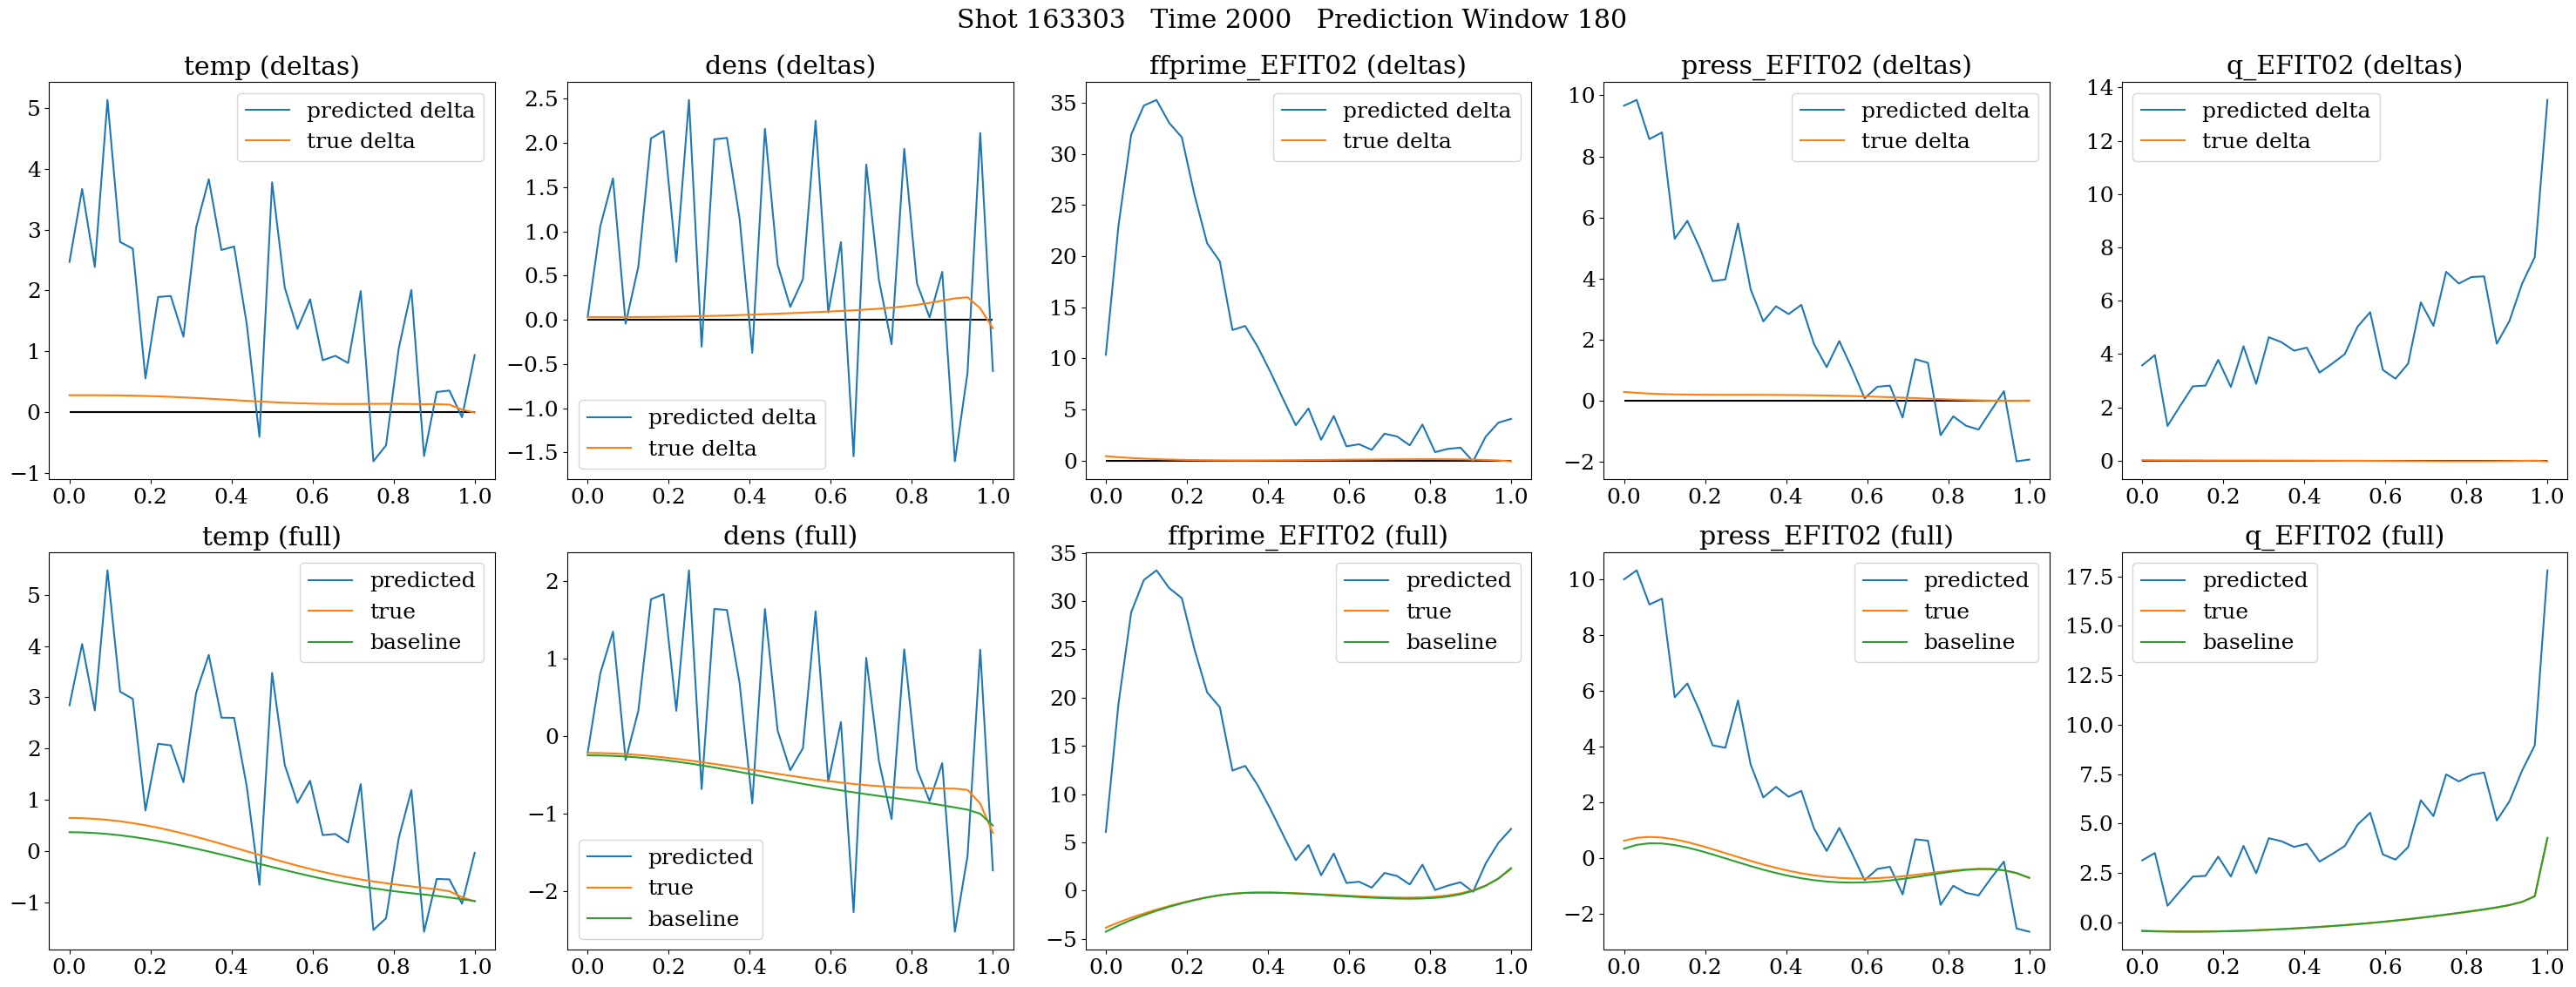 Shot 163303   Time 2000   Prediction Window 180
temp (deltas)
5
4
3
2
1
0
−1
0.0 0.2 0.4 0.6 0.8 1.0
predicted delta
true delta
dens (deltas)
2.5
2.0
1.5
1.0
0.5
0.0
−0.5
−1.0
−1.5
0.0 0.2 0.4 0.6 0.8 1.0
predicted delta
true delta
ffprime_EFIT02 (deltas)
35
30
25
20
15
10
5
0
0.0 0.2 0.4 0.6 0.8 1.0
predicted delta
true delta
press_EFIT02 (deltas)
10
8
6
4
2
0
−2
0.0 0.2 0.4 0.6 0.8 1.0
predicted delta
true delta
q_EFIT02 (deltas)
14
12
10
8
6
4
2
0
0.0 0.2 0.4 0.6 0.8 1.0
predicted delta
true delta
temp (full)
5
4
3
2
1
0
−1
0.0 0.2 0.4 0.6 0.8 1.0
predicted
true
baseline
dens (full)
2
1
0
−1
−2
0.0 0.2 0.4 0.6 0.8 1.0
predicted
true
baseline
ffprime_EFIT02 (full)
35
30
25
20
15
10
5
0
−5
0.0 0.2 0.4 0.6 0.8 1.0
predicted
true
baseline
press_EFIT02 (full)
10
8
6
4
2
0
−2
0.0 0.2 0.4 0.6 0.8 1.0
predicted
true
baseline
q_EFIT02 (full)
17.5
15.0
12.5
10.0
7.5
5.0
2.5
0.0
0.0 0.2 0.4 0.6 0.8 1.0
predicted
true
baseline